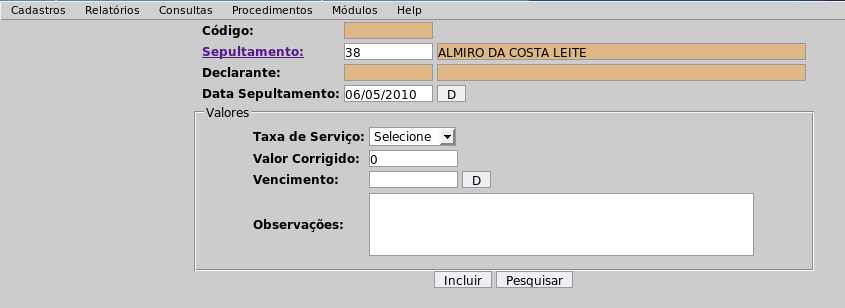 Cadastros Relatórios Consultas Procedimentos Módulos Help
Código:
Sepultamento: 38 ALMIRO DA COSTA LEITE
Declarante:
Data Sepultamento: 06/05/2010 D
Valores
Taxa de Serviço: Selecione
Valor Corrigido: 0
Vencimento: D
Observações:
Incluir Pesquisar